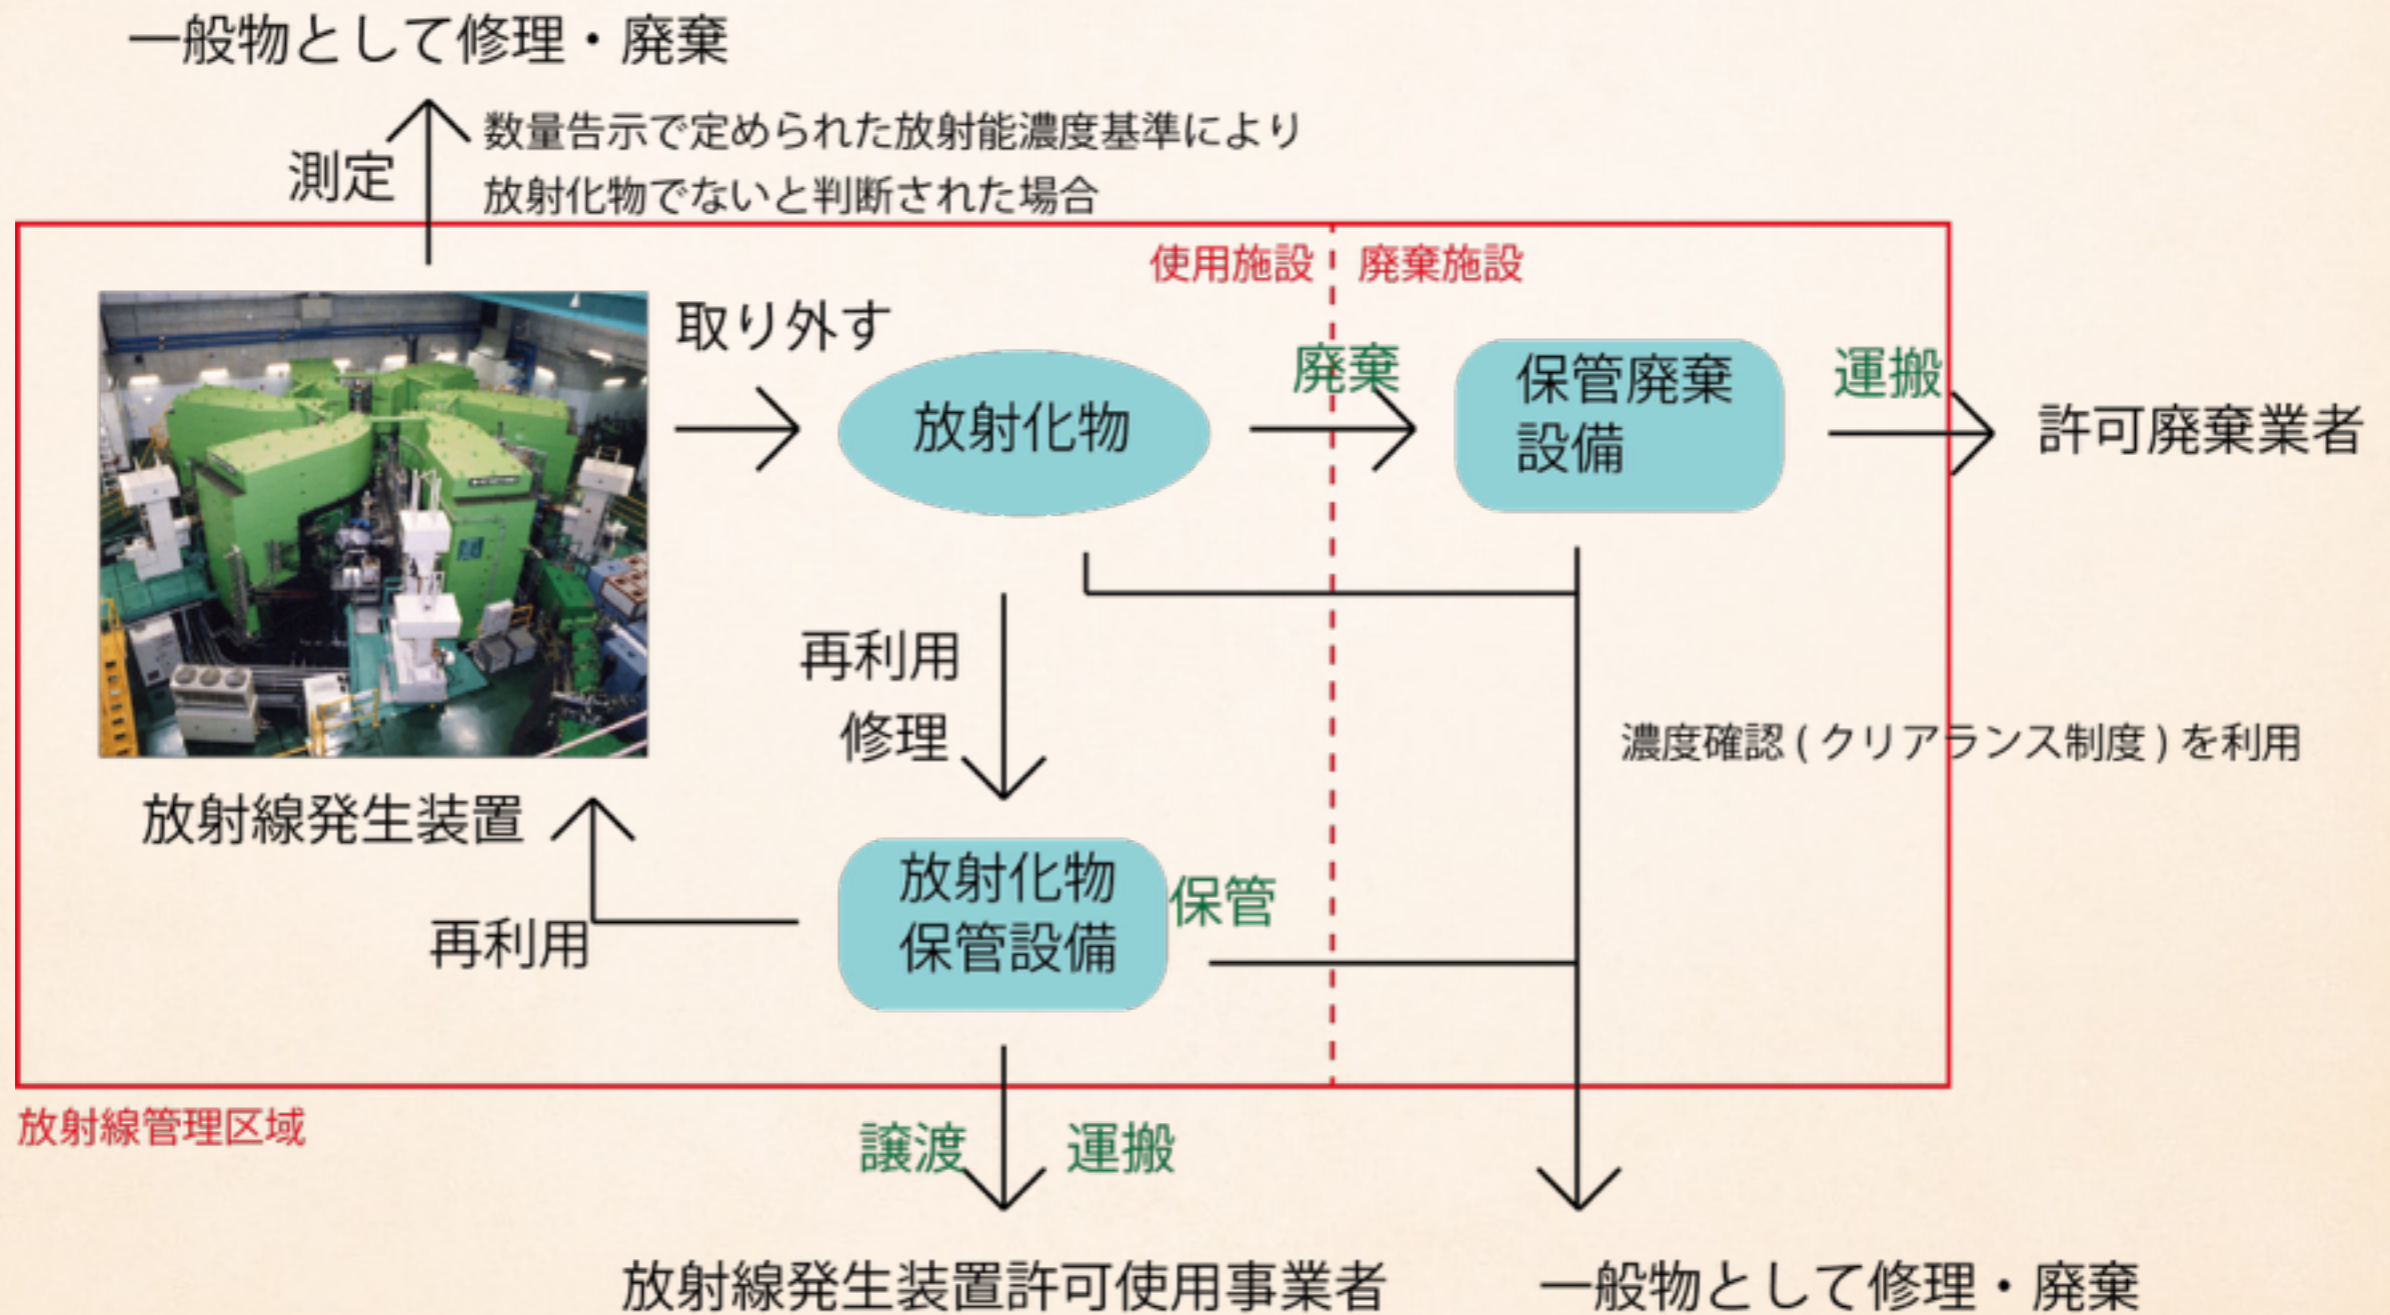 一般物として修理・廃棄
測定
数量告示で定められた放射能濃度基準により
放射化物でないと判断された場合
使用施設
廃棄施設
取り外す
放射化物
廃棄
保管廃棄
設備
運搬
許可廃棄業者
再利用
修理
濃度確認(クリアランス制度)を利用
放射線発生装置
再利用
放射化物
保管設備
保管
放射線管理区域
譲渡
運搬
放射線発生装置許可使用事業者
一般物として修理・廃棄